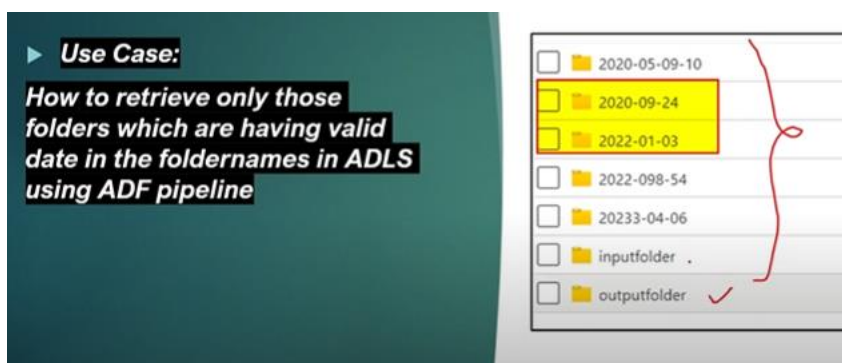 Use Case:
How to retrieve only those
folders which are having valid
date in the foldernames in ADLS
using ADF pipeline
2020-05-09-10
2020-09-24
2022-01-03
2022-098-54
20233-04-06
inputfolder .
outputfolder